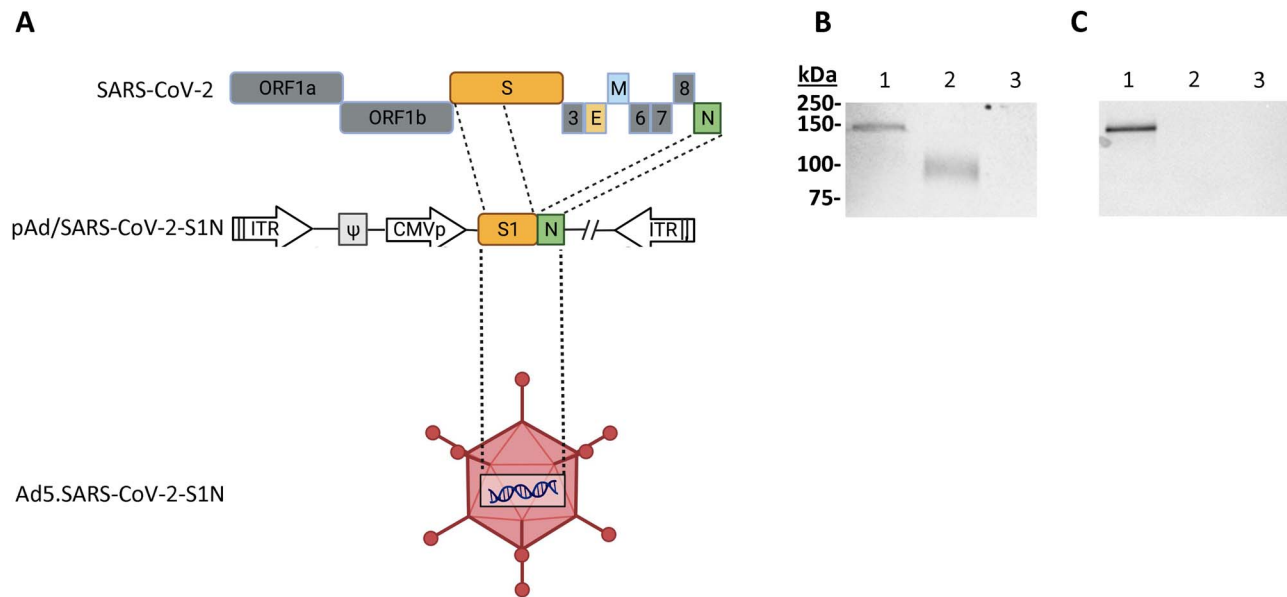 A
SARS-CoV-2
ORF1a
ORF1b
S
3
E
M
6
7
8
N
pAd/SARS-CoV-2-S1N
ITR
ψ
CMVp
S1
N
ITR
Ad5.SARS-CoV-2-S1N
B
kDa
1 2 3
250-
150-
100-
75-
C
1 2 3